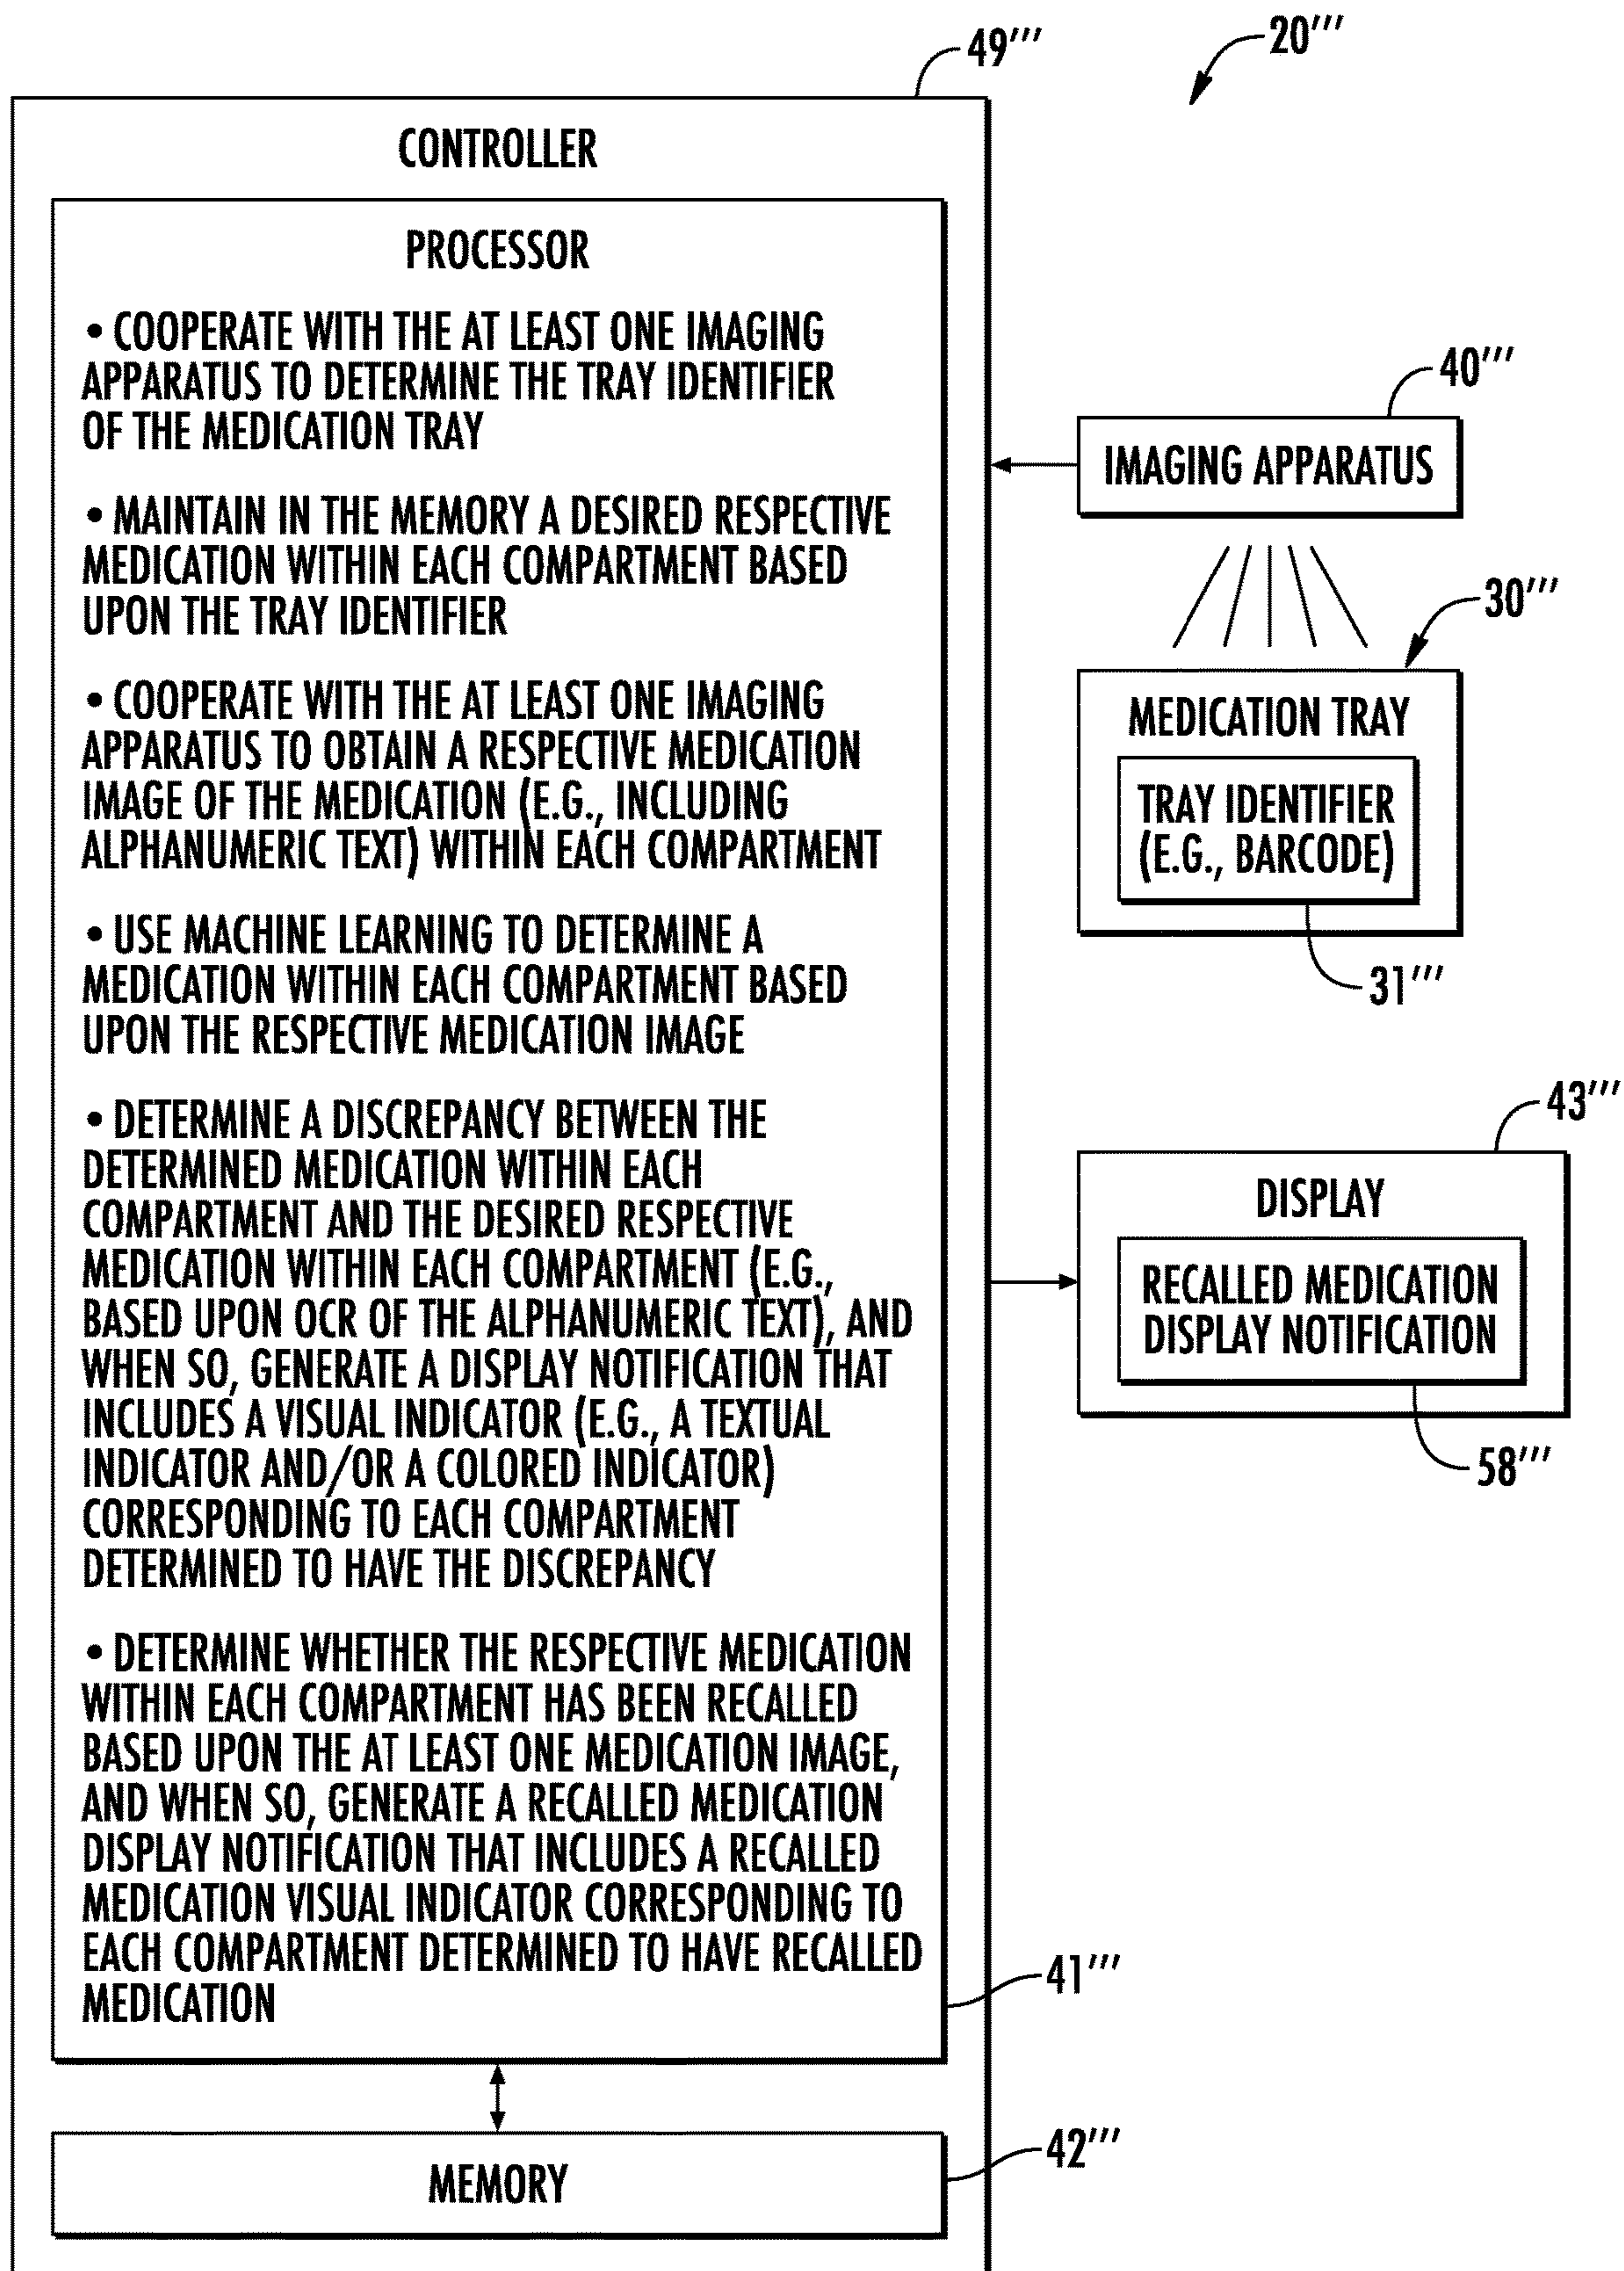 49′′′
20′′′
CONTROLLER
PROCESSOR
• COOPERATE WITH THE AT LEAST ONE IMAGING
APPARATUS TO DETERMINE THE TRAY IDENTIFIER
OF THE MEDICATION TRAY
• MAINTAIN IN THE MEMORY A DESIRED RESPECTIVE
MEDICATION WITHIN EACH COMPARTMENT BASED
UPON THE TRAY IDENTIFIER
• COOPERATE WITH THE AT LEAST ONE IMAGING
APPARATUS TO OBTAIN A RESPECTIVE MEDICATION
IMAGE OF THE MEDICATION (E.G., INCLUDING
ALPHANUMERIC TEXT) WITHIN EACH COMPARTMENT
• USE MACHINE LEARNING TO DETERMINE A
MEDICATION WITHIN EACH COMPARTMENT BASED
UPON THE RESPECTIVE MEDICATION IMAGE
• DETERMINE A DISCREPANCY BETWEEN THE
DETERMINED MEDICATION WITHIN EACH
COMPARTMENT AND THE DESIRED RESPECTIVE
MEDICATION WITHIN EACH COMPARTMENT (E.G.,
BASED UPON OCR OF THE ALPHANUMERIC TEXT), AND
WHEN SO, GENERATE A DISPLAY NOTIFICATION THAT
INCLUDES A VISUAL INDICATOR (E.G., A TEXTUAL
INDICATOR AND/OR A COLORED INDICATOR)
CORRESPONDING TO EACH COMPARTMENT
DETERMINED TO HAVE THE DISCREPANCY
• DETERMINE WHETHER THE RESPECTIVE MEDICATION
WITHIN EACH COMPARTMENT HAS BEEN RECALLED
BASED UPON THE AT LEAST ONE MEDICATION IMAGE,
AND WHEN SO, GENERATE A RECALLED MEDICATION
DISPLAY NOTIFICATION THAT INCLUDES A RECALLED
MEDICATION VISUAL INDICATOR CORRESPONDING TO
EACH COMPARTMENT DETERMINED TO HAVE RECALLED
MEDICATION
41′′′
MEMORY
42′′′
40′′′
IMAGING APPARATUS
30′′′
MEDICATION TRAY
TRAY IDENTIFIER
(E.G., BARCODE)
31′′′
43′′′
DISPLAY
RECALLED MEDICATION
DISPLAY NOTIFICATION
58′′′